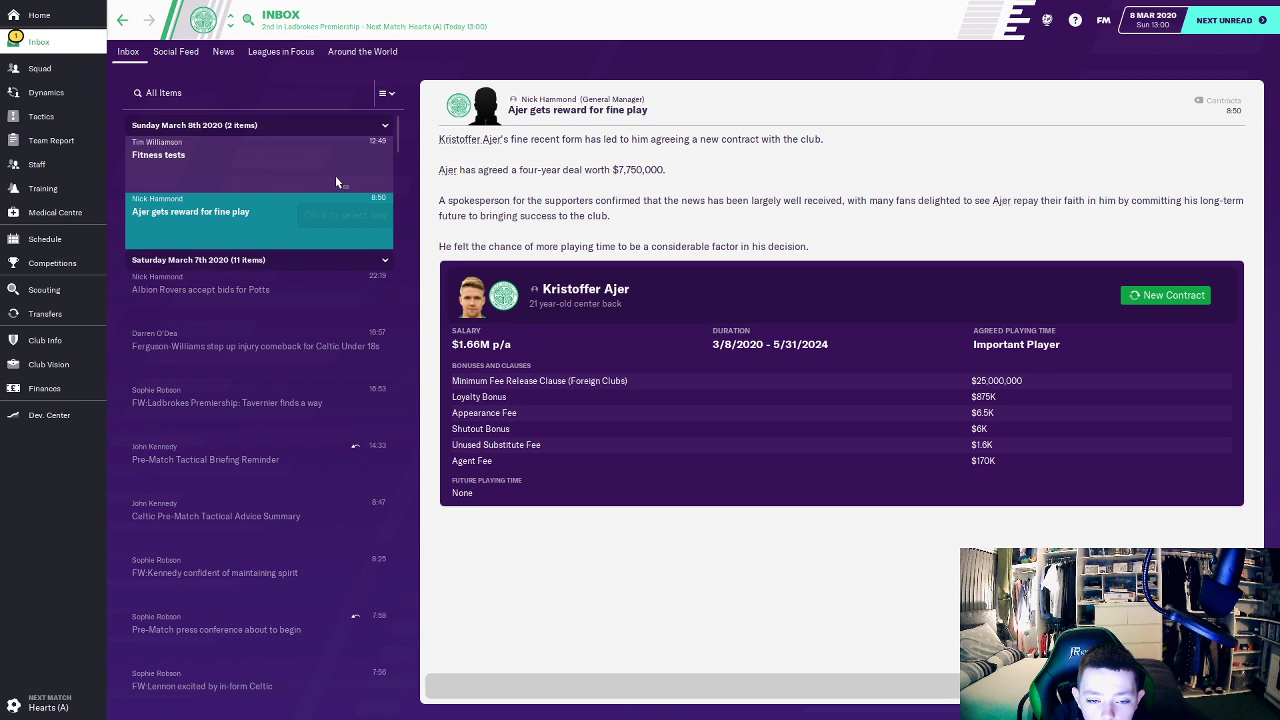 INBOX
2nd in Ladbrokes Premiership - Next Match: Hearts (A) (Today 13:00)
FM
8 MAR 2020
Sun 13:00
NEXT UNREAD
1
Inbox
Squad
Dynamics
Tactics
Team Report
Staff
Training
Medical Centre
Schedule
Competitions
Scouting
Transfers
Club Info
Club Vision
Finances
Dev. Center
NEXT MATCH
Hearts (A)
Inbox Social Feed News Leagues in Focus Around the World
All Items
Sunday March 8th 2020 (2 items)
Tim Williamson 12:49
Fitness tests
Nick Hammond 8:50
Ajer gets reward for fine play
Click to select row
Saturday March 7th 2020 (11 items)
Nick Hammond 22:19
Albion Rovers accept bids for Potts
Darren O'Dea 16:57
Ferguson-Williams step up injury comeback for Celtic Under 18s
Sophie Robson 16:53
FW:Ladbrokes Premiership: Tavernier finds a way
John Kennedy 14:33
Pre-Match Tactical Briefing Reminder
John Kennedy 8:47
Celtic Pre-Match Tactical Advice Summary
Sophie Robson 8:25
FW:Kennedy confident of maintaining spirit
Sophie Robson 7:58
Pre-Match press conference about to begin
Sophie Robson 7:56
FW:Lennon excited by in-form Celtic
Nick Hammond (General Manager)
Ajer gets reward for fine play
Contracts
8:50
Kristoffer Ajer's fine recent form has led to him agreeing a new contract with the club.
Ajer has agreed a four-year deal worth $7,750,000.
A spokesperson for the supporters confirmed that the news has been largely well received, with many fans delighted to see Ajer repay their faith in him by committing his long-term
future to bringing success to the club.
He felt the chance of more playing time to be a considerable factor in his decision.
Kristoffer Ajer
21 year-old center back
New Contract
SALARY DURATION AGREED PLAYING TIME
$1.66M p/a 3/8/2020 - 5/31/2024 Important Player
BONUSES AND CLAUSES
Minimum Fee Release Clause (Foreign Clubs) $25,000,000
Loyalty Bonus $875K
Appearance Fee $6.5K
Shutout Bonus $6K
Unused Substitute Fee $1.6K
Agent Fee $170K
FUTURE PLAYING TIME
None